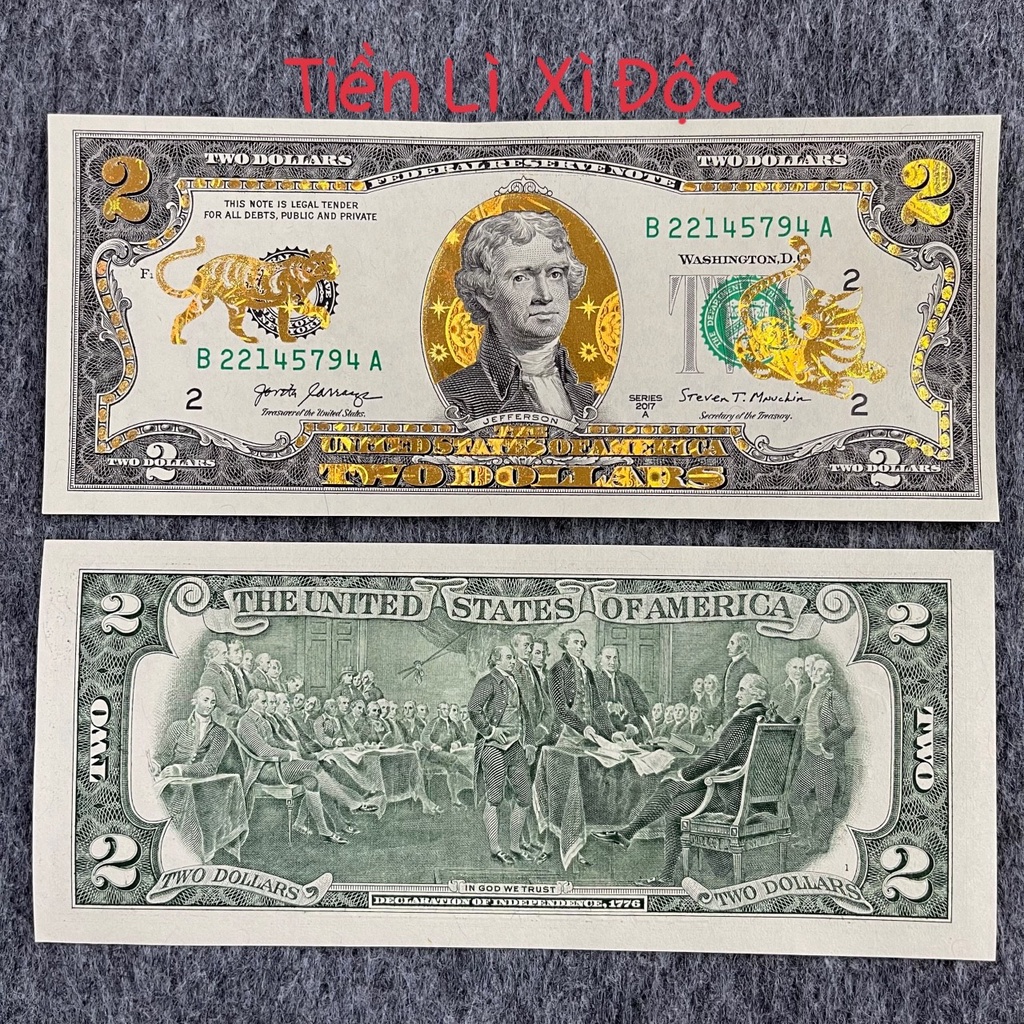 Tiền Lì Xì Độc
2
TWO DOLLARS
FEDERAL RESERVE NOTE
TWO DOLLARS
2
THIS NOTE IS LEGAL TENDER
FOR ALL DEBTS, PUBLIC AND PRIVATE
B 22145794 A
WASHINGTON, D.C
2
B 22145794 A
2
Treasurer of the United States.
JEFFERSON
SERIES
2017
A
Steven T. Mnuchin
Secretary of the Treasury.
2
THE
UNITED STATES OF AMERICA
TWO DOLLARS
TWO DOLLARS
2
TWO DOLLARS
2
2
THE UNITED STATES OF AMERICA
2
TWO
TWO
2
TWO DOLLARS
IN GOD WE TRUST
DECLARATION OF INDEPENDENCE, 1776
TWO DOLLARS
1
2